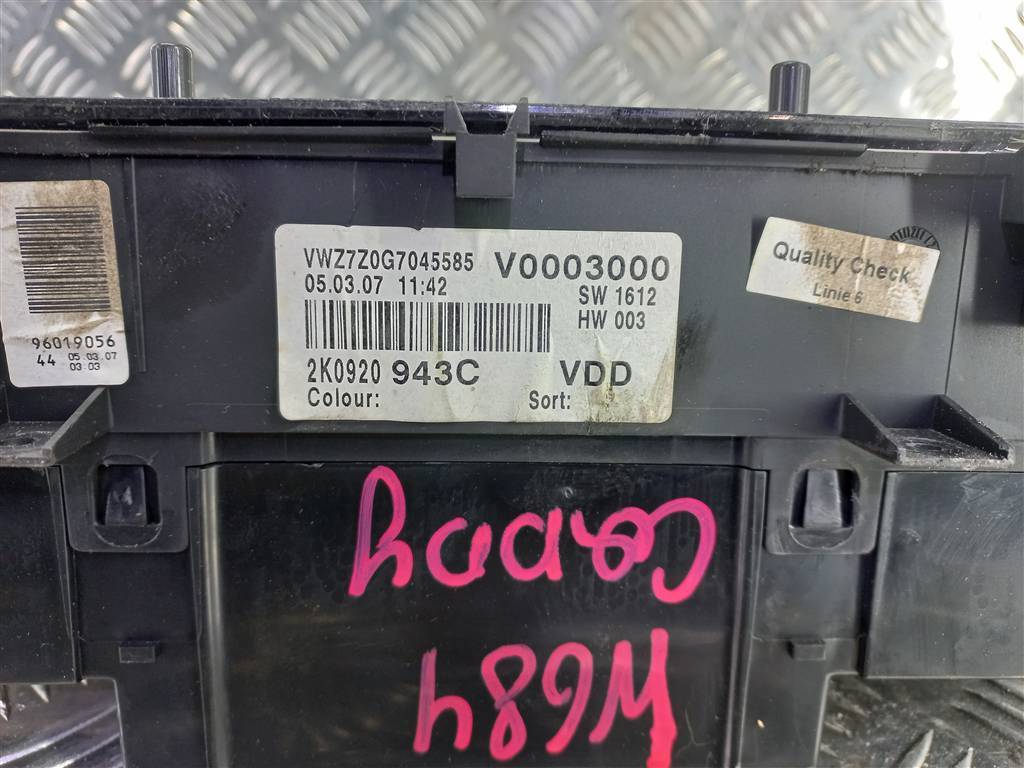 VWZ7Z0G7045585 V0003000
05.03.07 11:42 SW 1612
HW 003
2K0920 943C VDD
Colour: Sort:
96019056
44 05.03.07
03:03
Quality Check
Linie 6
Caddy